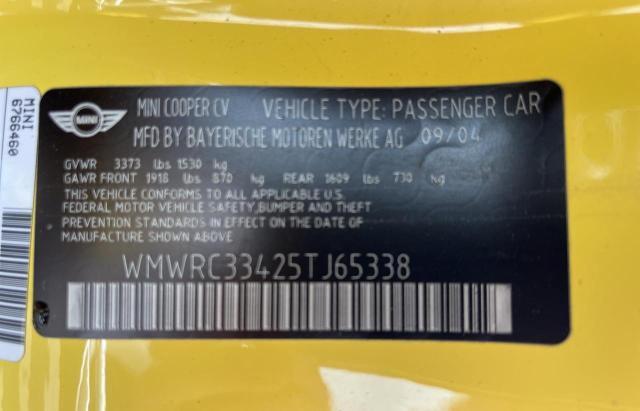 MINI
6766460
MINI
MINI COOPER CV VEHICLE TYPE: PASSENGER CAR
MFD BY BAYERISCHE MOTOREN WERKE AG 09/04
GVWR 3373 lbs 1530 kg
GAWR FRONT 1918 lbs 870 kg REAR 1609 lbs 730 kg
THIS VEHICLE CONFORMS TO ALL APPLICABLE U.S.
FEDERAL MOTOR VEHICLE SAFETY,BUMPER AND THEFT
PREVENTION STANDARDS IN EFFECT ON THE DATE OF
MANUFACTURE SHOWN ABOVE.
WMWRC33425TJ65338